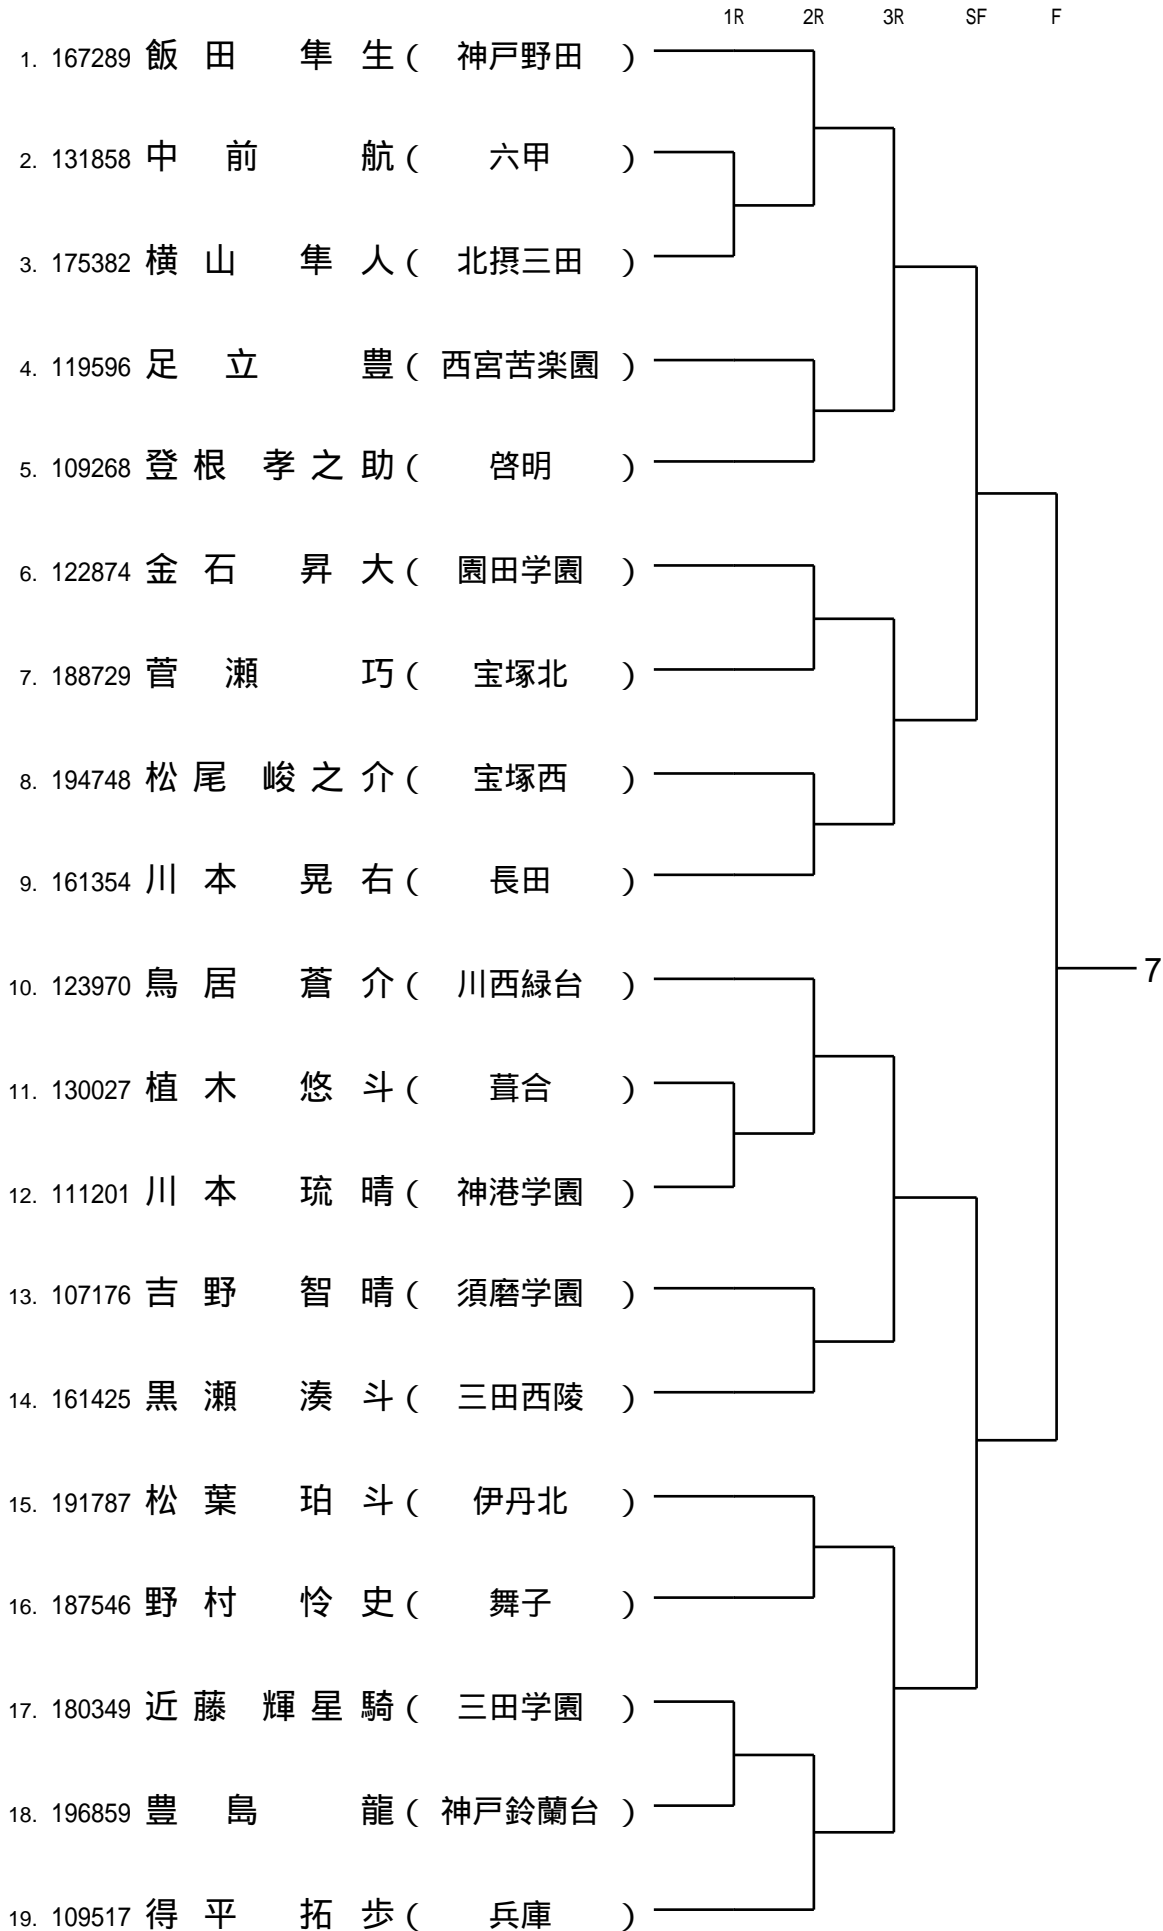 1R 2R 3R SF F
1. 167289 飯田 隼生 ( 神戸野田 )
2. 131858 中前 航 ( 六甲 )
3. 175382 横山 隼人 ( 北摂三田 )
4. 119596 足立 豊 ( 西宮苦楽園 )
5. 109268 登根 孝之助 ( 啓明 )
6. 122874 金石 昇大 ( 園田学園 )
7. 188729 菅瀬 巧 ( 宝塚北 )
8. 194748 松尾 峻之介 ( 宝塚西 )
9. 161354 川本 晃右 ( 長田 )
7
10. 123970 鳥居 蒼介 ( 川西緑台 )
11. 130027 植木 悠斗 ( 葺合 )
12. 111201 川本 琉晴 ( 神港学園 )
13. 107176 吉野 智晴 ( 須磨学園 )
14. 161425 黒瀬 湊斗 ( 三田西陵 )
15. 191787 松葉 珀斗 ( 伊丹北 )
16. 187546 野村 怜史 ( 舞子 )
17. 180349 近藤 輝星騎 ( 三田学園 )
18. 196859 豊島 龍 ( 神戸鈴蘭台 )
19. 109517 得平 拓歩 ( 兵庫 )